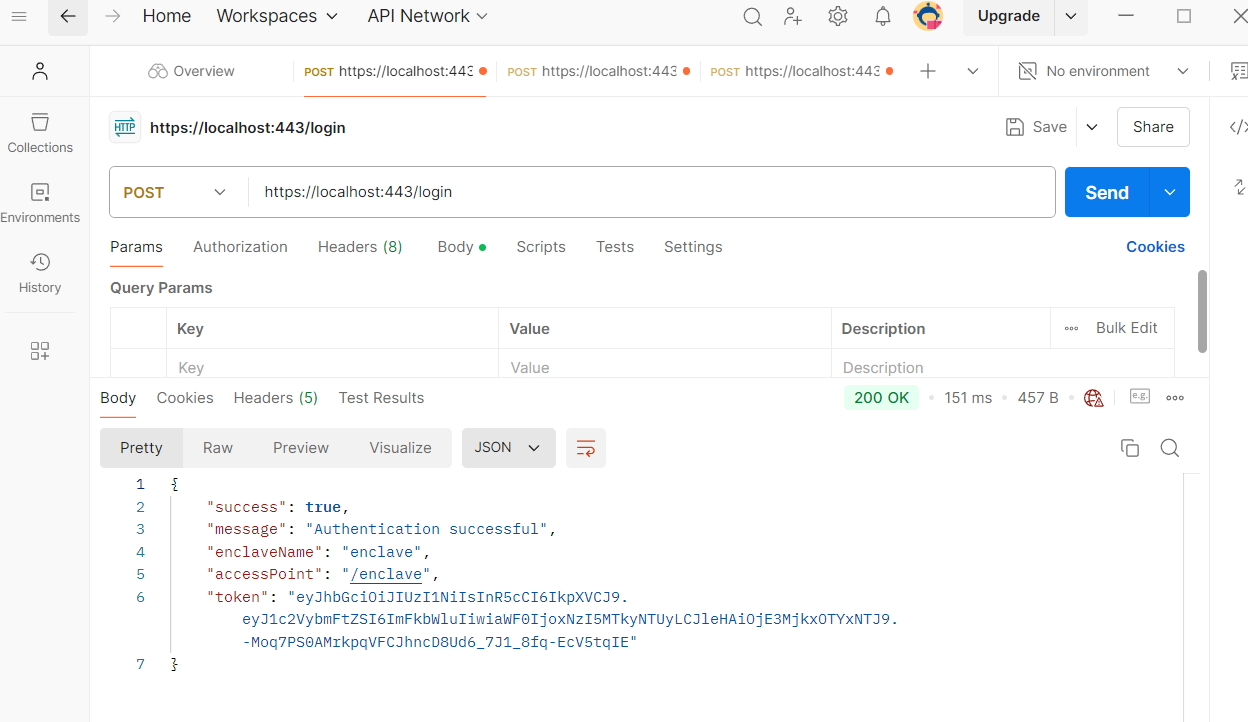 Home Workspaces API Network Upgrade
Overview POST https://localhost:443 POST https://localhost:443 POST https://localhost:443 No environment
HTTP https://localhost:443/login Save Share
Collections
POST https://localhost:443/login Send
Environments
Params Authorization Headers (8) Body Scripts Tests Settings Cookies
History
Query Params
Key Value Description Bulk Edit
Key Value Description
Body Cookies Headers (5) Test Results 200 OK 151 ms 457 B e.g.
Pretty Raw Preview Visualize JSON
1 {
2 "success": true,
3 "message": "Authentication successful",
4 "enclaveName": "enclave",
5 "accessPoint": "/enclave",
6 "token": "eyJhbGciOiJIUzI1NiIsInR5cCI6IkpXVCJ9.
eyJ1c2VybmFtZSI6ImFkbWluIiwiaWF0IjoxNzI5MTkyNTUyLCJleHAiOjE3MjkxOTYxNTJ9.
-Moq7PS0AMrkpqVFCJhncD8Ud6_7J1_8fq-EcV5tqIE"
7 }